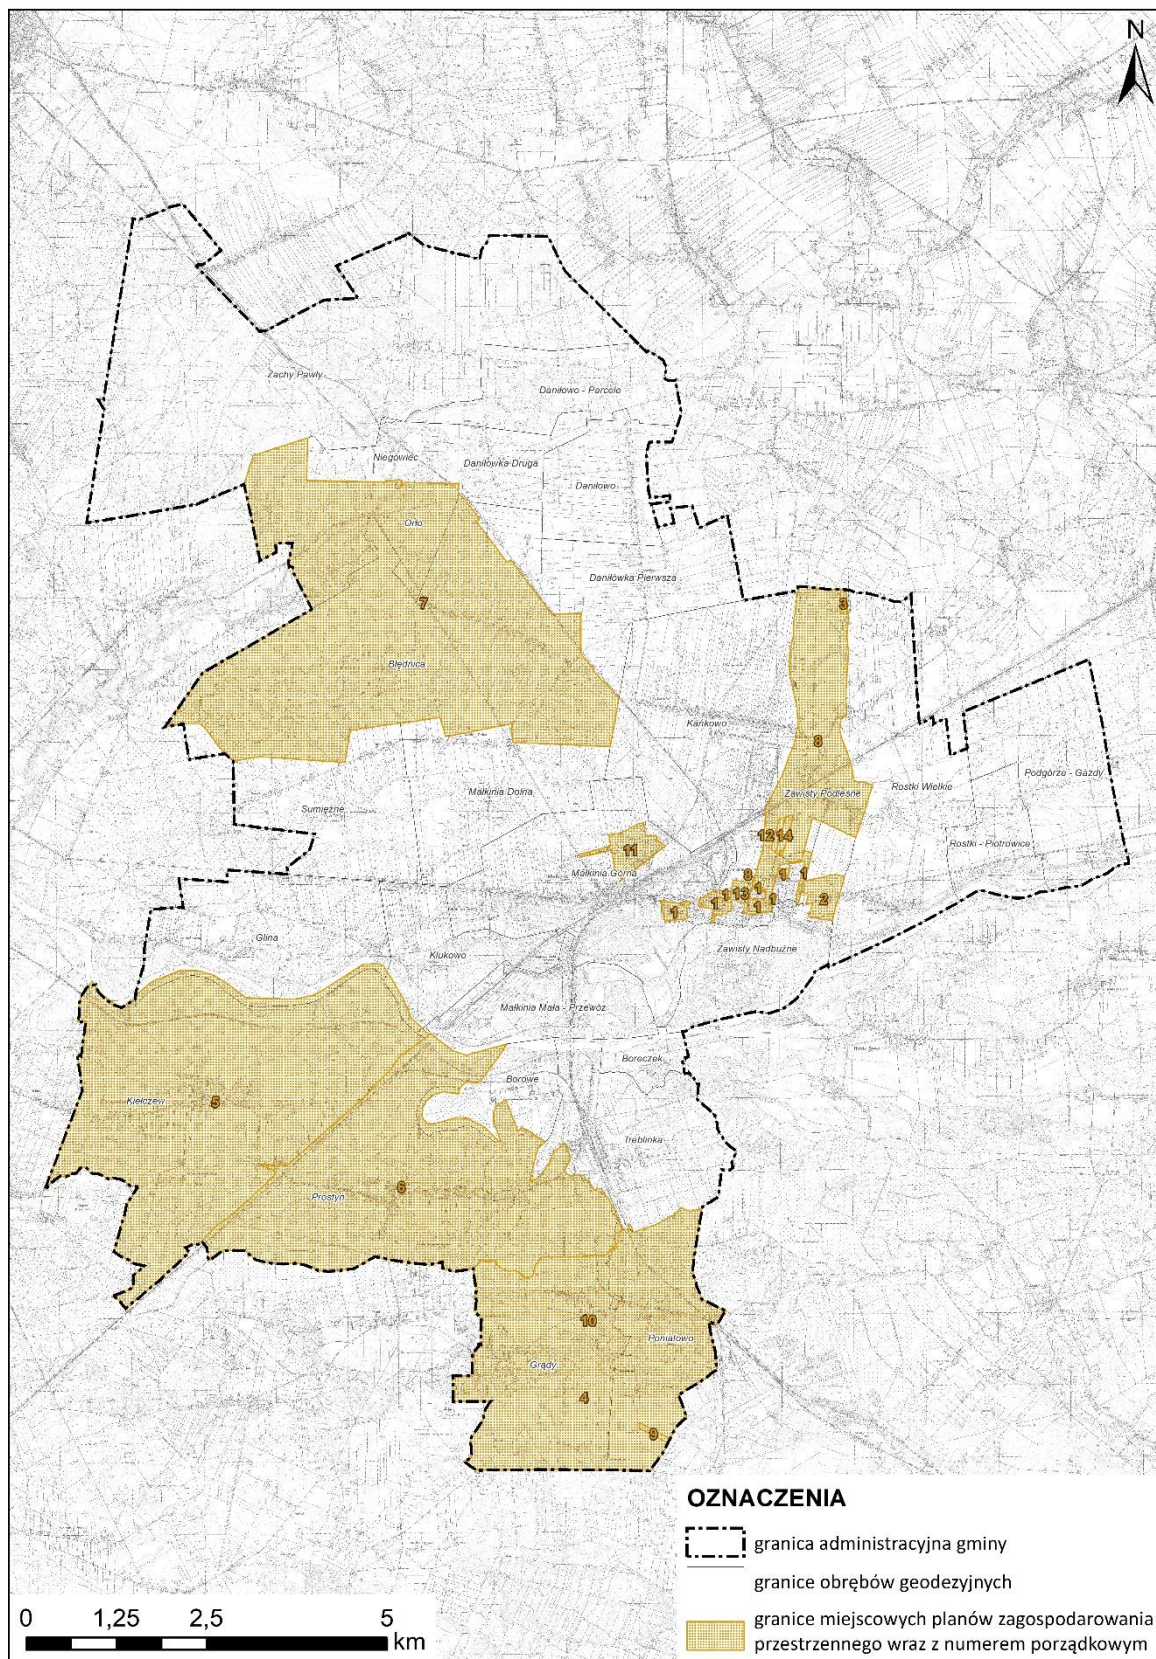 N
Zachy Pawły
Daniłowo - Parcele
Niegowiec
Daniłówka Druga
Daniłowo
Orło
Daniłówka Pierwsza
3
7
Błędnica
Kańkowo
8
Podgórze - Gazdy
Rostki Wielkie
Zawisty Podleśne
Małkinia Dolna
Sumiężne
12 14
Rostki - Piotrowice
11
Małkinia Górna
8 1 1
1 13 1
1 1 1 1
2
Glina
Klukowo
Zawisty Nadbużne
Małkinia Mała - Przewóz
Boreczek
Borowe
Kiełczew
5
Treblinka
6
Prostyń
10
Poniatowo
Grądy
4
9
OZNACZENIA
granica administracyjna gminy
granice obrębów geodezyjnych
granice miejscowych planów zagospodarowania
przestrzennego wraz z numerem porządkowym
0 1,25 2,5 5
km